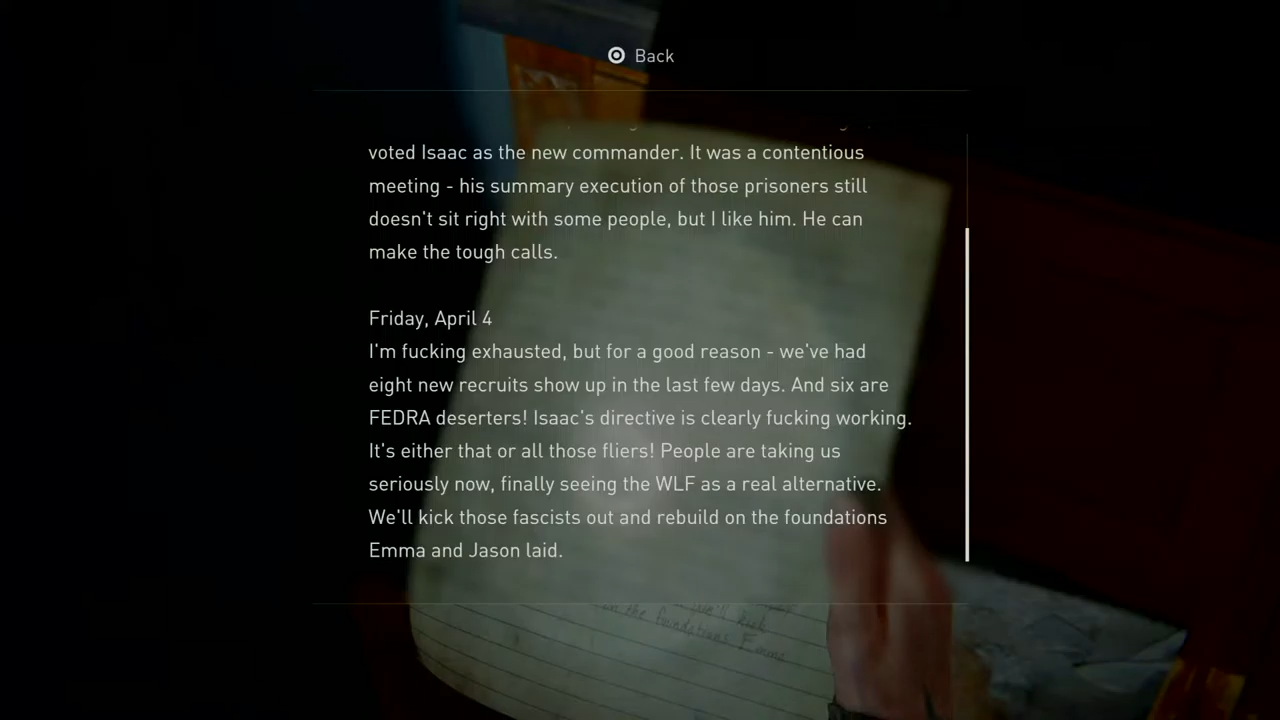 Back
voted Isaac as the new commander. It was a contentious
meeting - his summary execution of those prisoners still
doesn't sit right with some people, but I like him. He can
make the tough calls.
Friday, April 4
I'm fucking exhausted, but for a good reason - we've had
eight new recruits show up in the last few days. And six are
FEDRA deserters! Isaac's directive is clearly fucking working.
It's either that or all those fliers! People are taking us
seriously now, finally seeing the WLF as a real alternative.
We'll kick those fascists out and rebuild on the foundations
Emma and Jason laid.
kick
on the foundations Emma